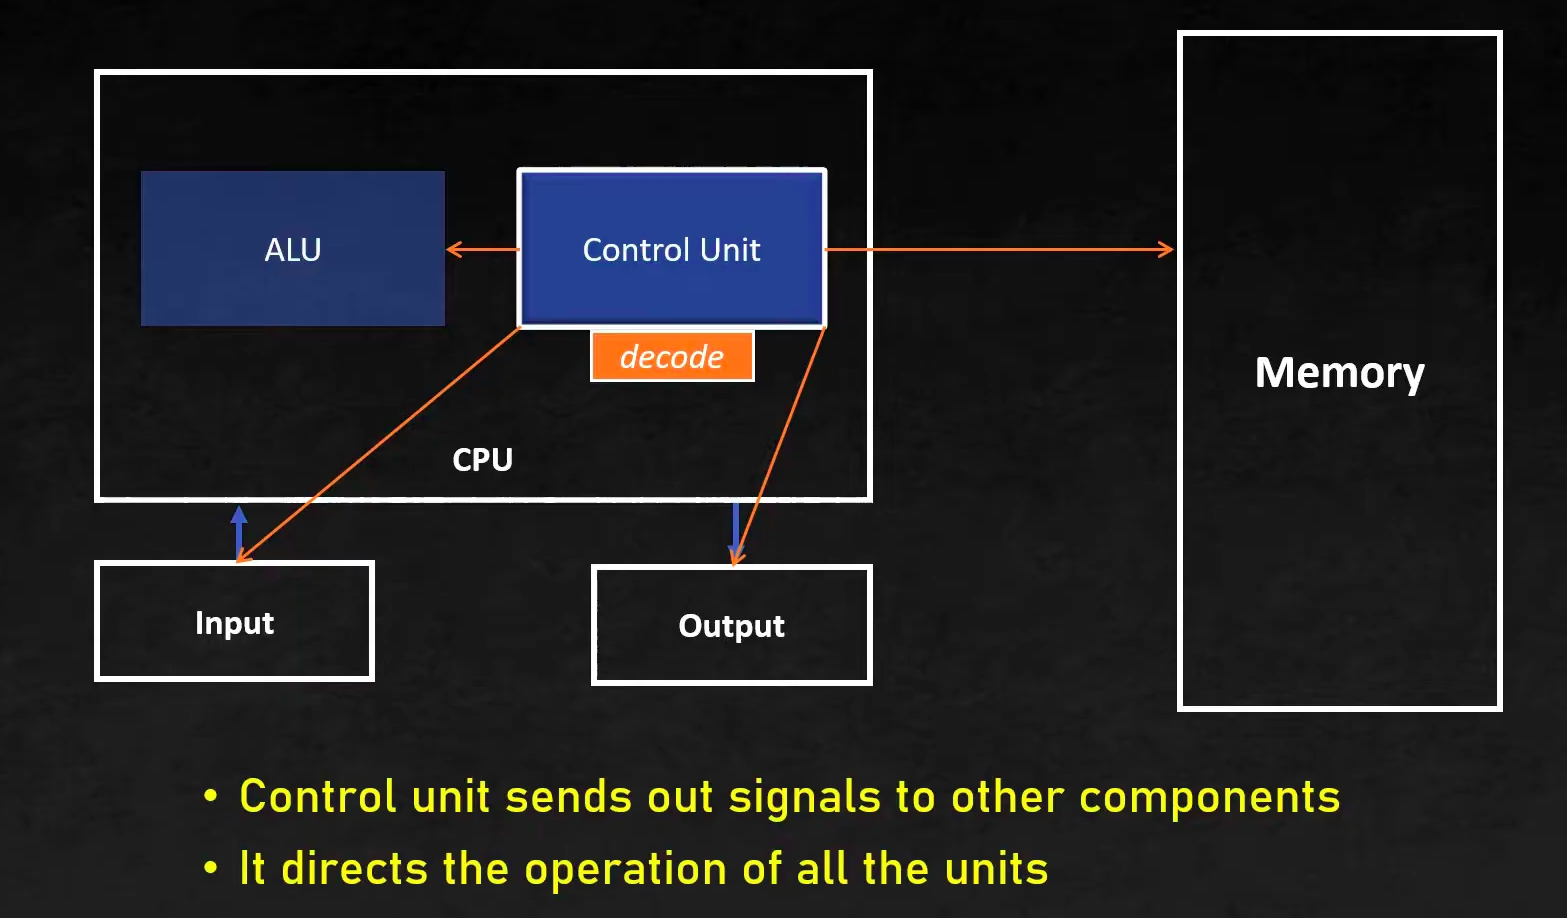 ALU
Control Unit
decode
CPU
Memory
Input
Output
• Control unit sends out signals to other components
• It directs the operation of all the units